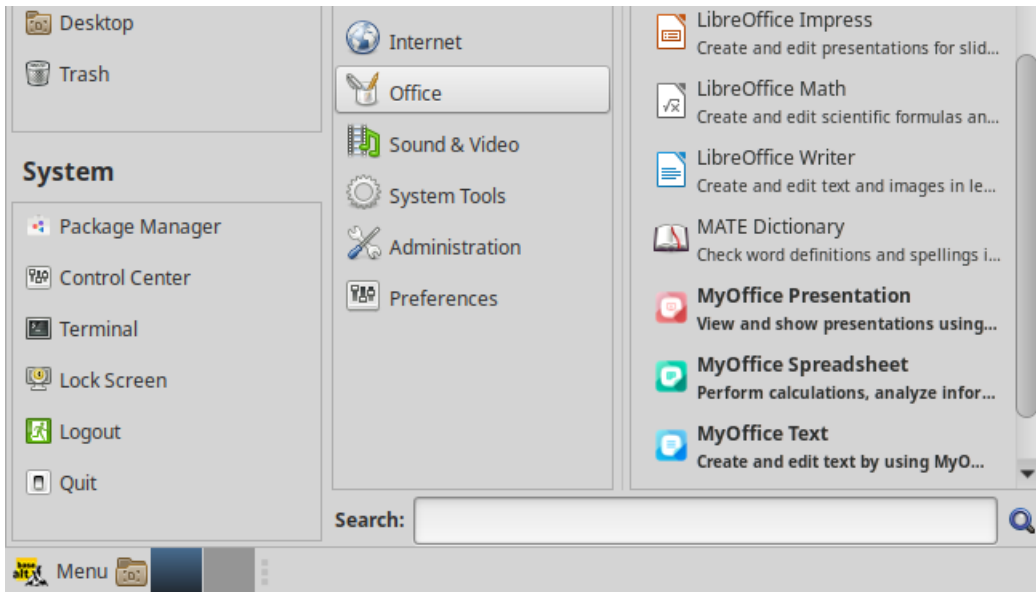 Desktop
Trash
System
Package Manager
Control Center
Terminal
Lock Screen
Logout
Quit
Internet
Office
Sound & Video
System Tools
Administration
Preferences
LibreOffice Impress
Create and edit presentations for slid...
LibreOffice Math
Create and edit scientific formulas an...
LibreOffice Writer
Create and edit text and images in le...
MATE Dictionary
Check word definitions and spellings i...
MyOffice Presentation
View and show presentations using...
MyOffice Spreadsheet
Perform calculations, analyze infor...
MyOffice Text
Create and edit text by using MyO...
Search:
base
alt
Menu